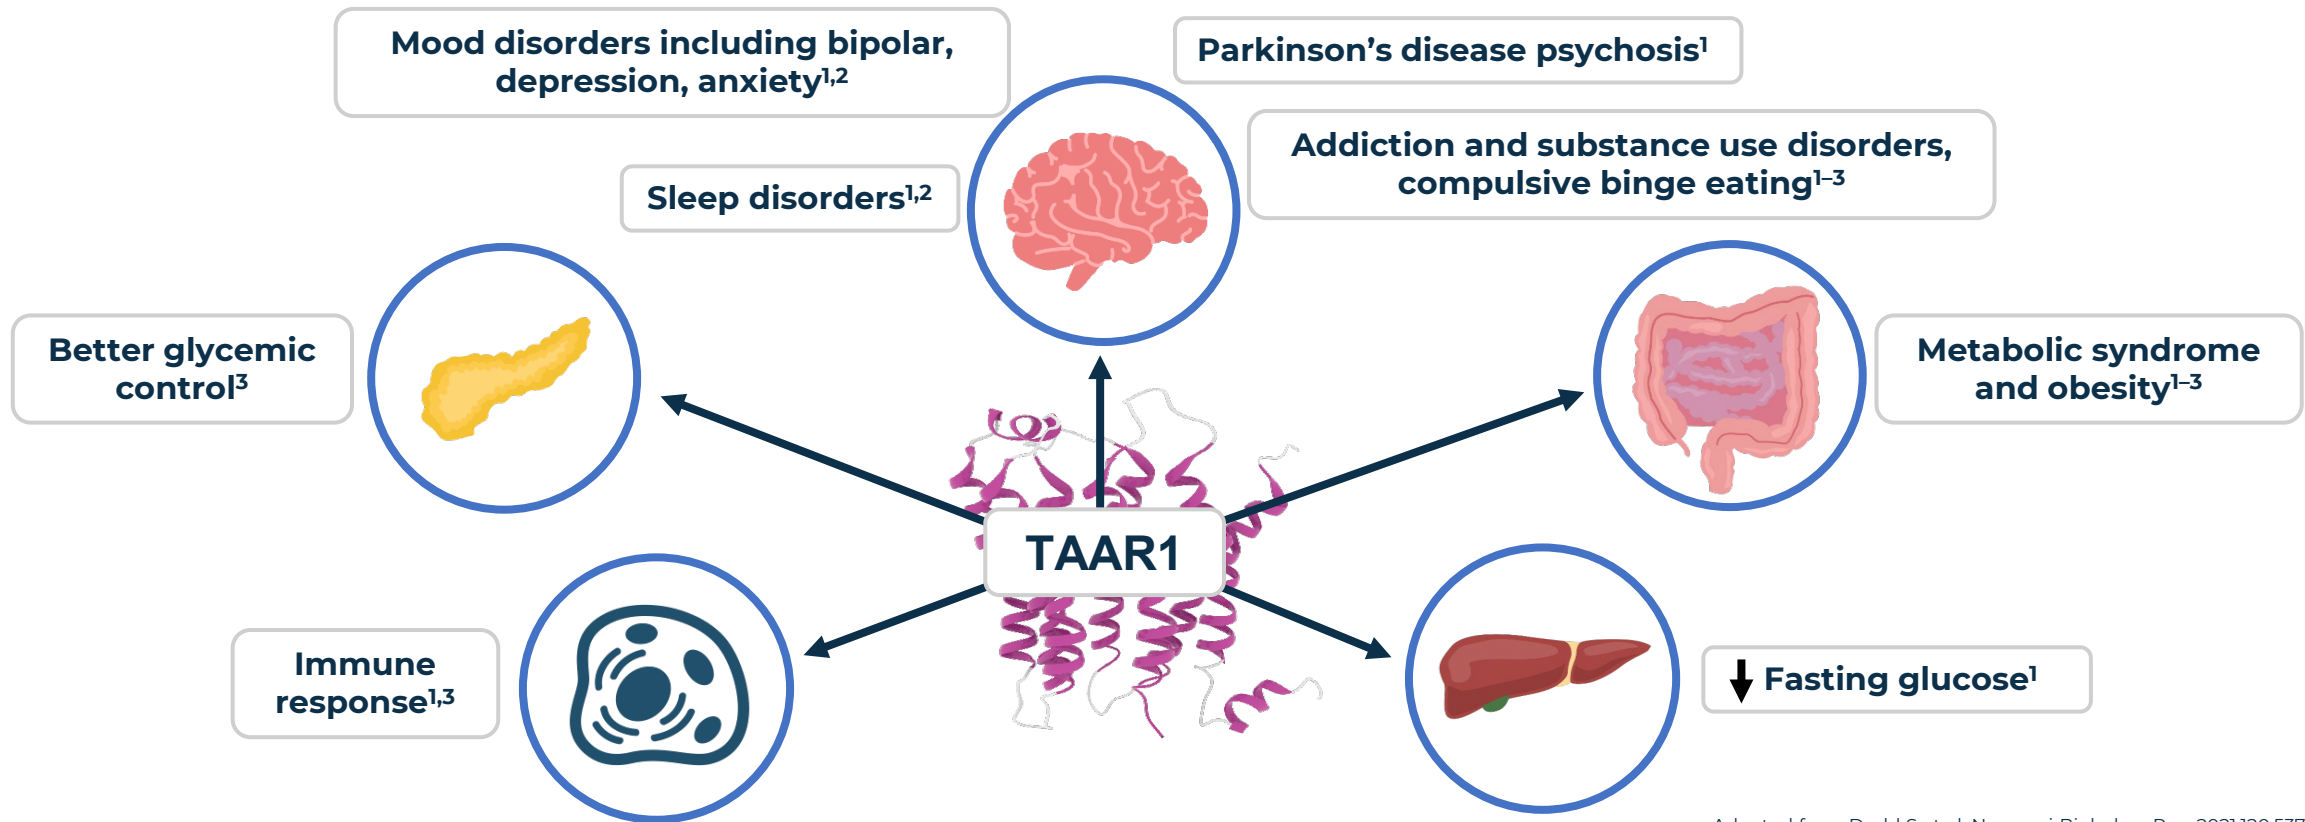 Mood disorders including bipolar,
depression, anxiety1,2
Parkinson’s disease psychosis1
Addiction and substance use disorders,
compulsive binge eating1–3
Sleep disorders1,2
Better glycemic
control3
Metabolic syndrome
and obesity1–3
TAAR1
Immune
response1,3
Fasting glucose1